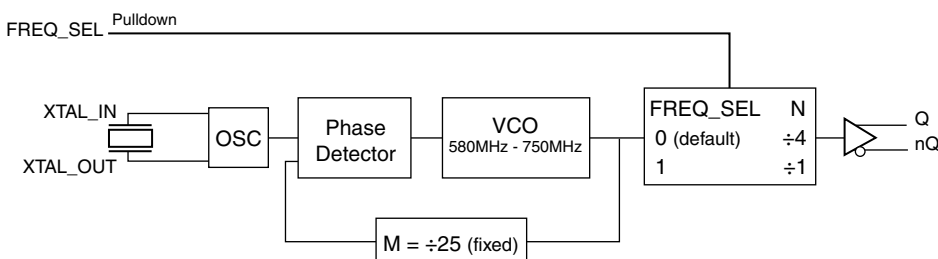 FREQ_SEL Pulldown
XTAL_IN
XTAL_OUT
OSC
Phase
Detector
VCO
580MHz - 750MHz
FREQ_SEL N
0 (default) ÷4
1 ÷1
Q
nQ
M = ÷25 (fixed)